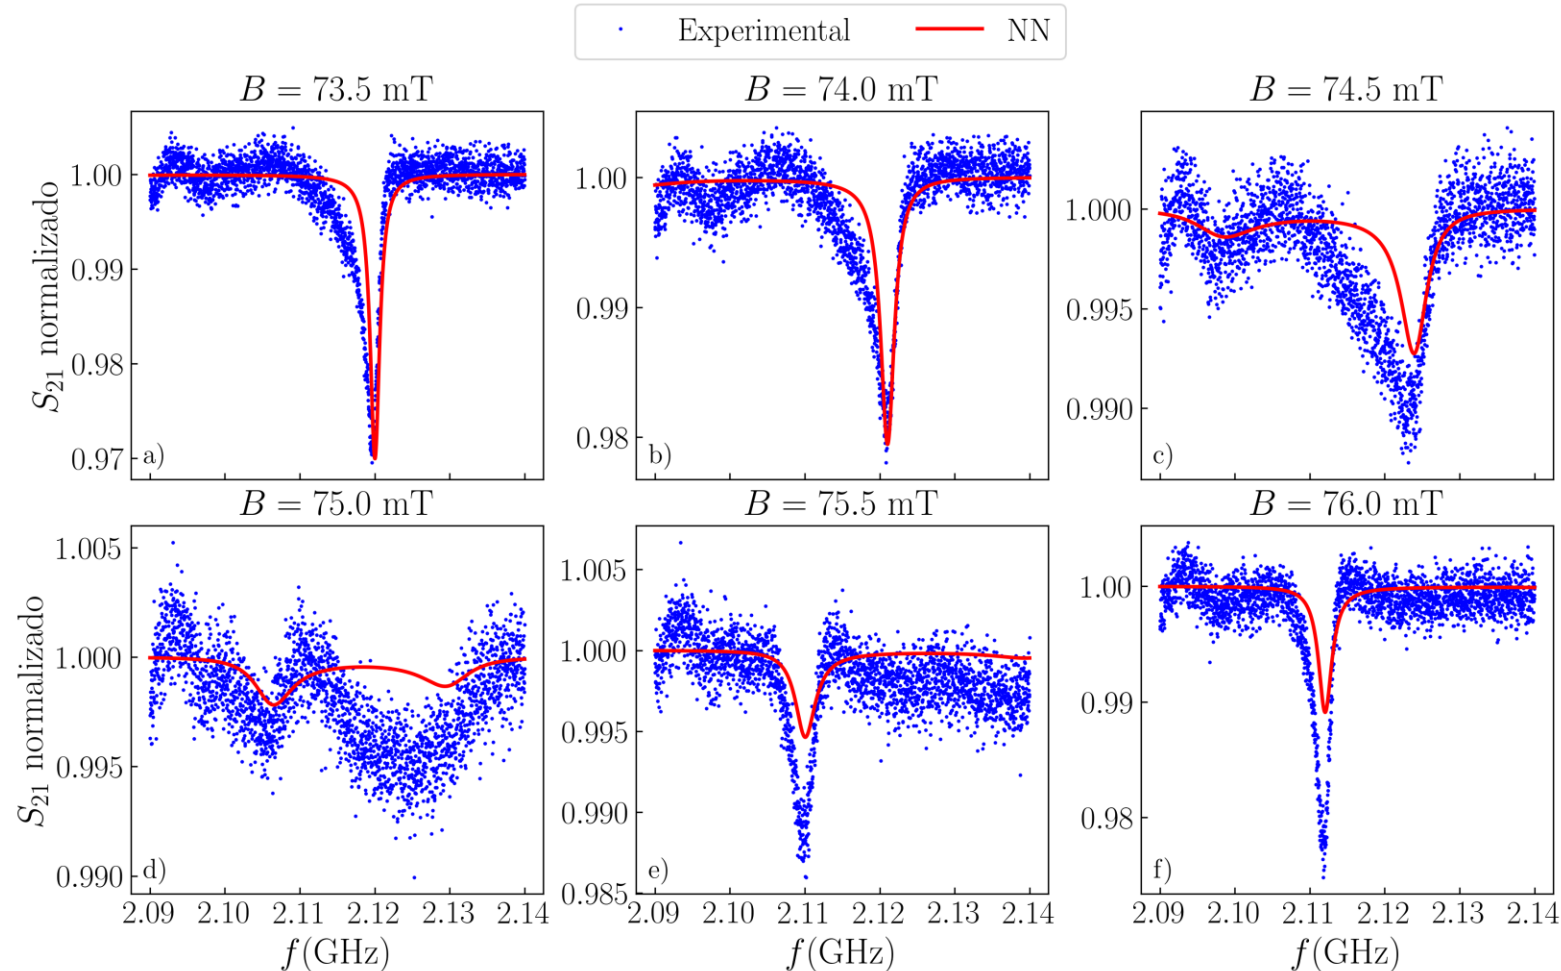 Experimental NN
B = 73.5 mT B = 74.0 mT B = 74.5 mT
S₂₁ normalizado
1.00
0.99
0.98
0.97
a)
1.00
0.99
0.98
b)
1.000
0.995
0.990
c)
B = 75.0 mT B = 75.5 mT B = 76.0 mT
S₂₁ normalizado
1.005
1.000
0.995
0.990
d)
1.005
1.000
0.995
0.990
0.985
e)
1.00
0.99
0.98
f)
2.09 2.10 2.11 2.12 2.13 2.14
2.09 2.10 2.11 2.12 2.13 2.14
2.09 2.10 2.11 2.12 2.13 2.14
f(GHz) f(GHz) f(GHz)